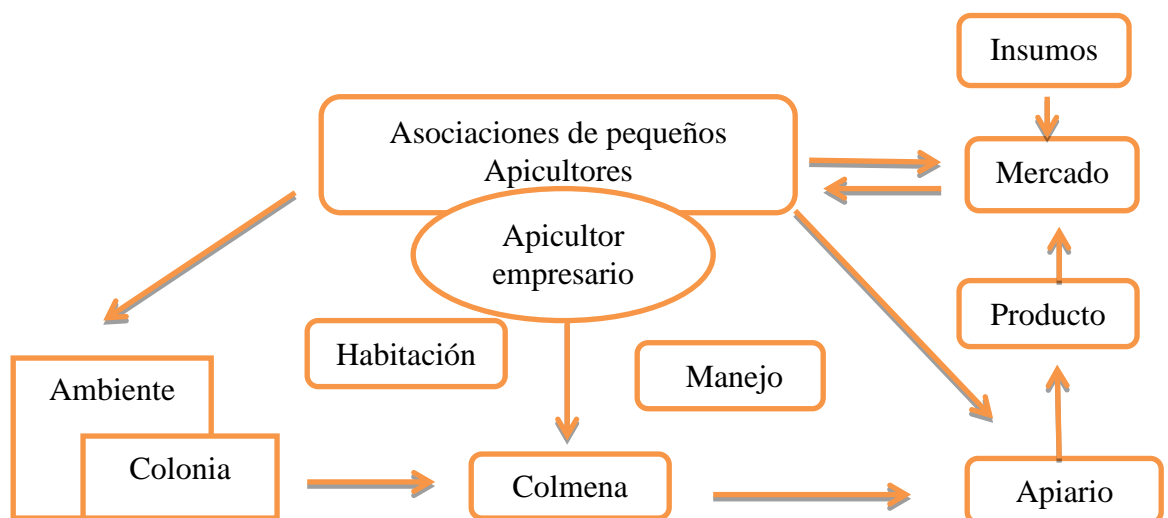 Insumos
Asociaciones de pequeños
Apicultores
Mercado
Apicultor
empresario
Producto
Habitación
Manejo
Ambiente
Colonia
Colmena
Apiario